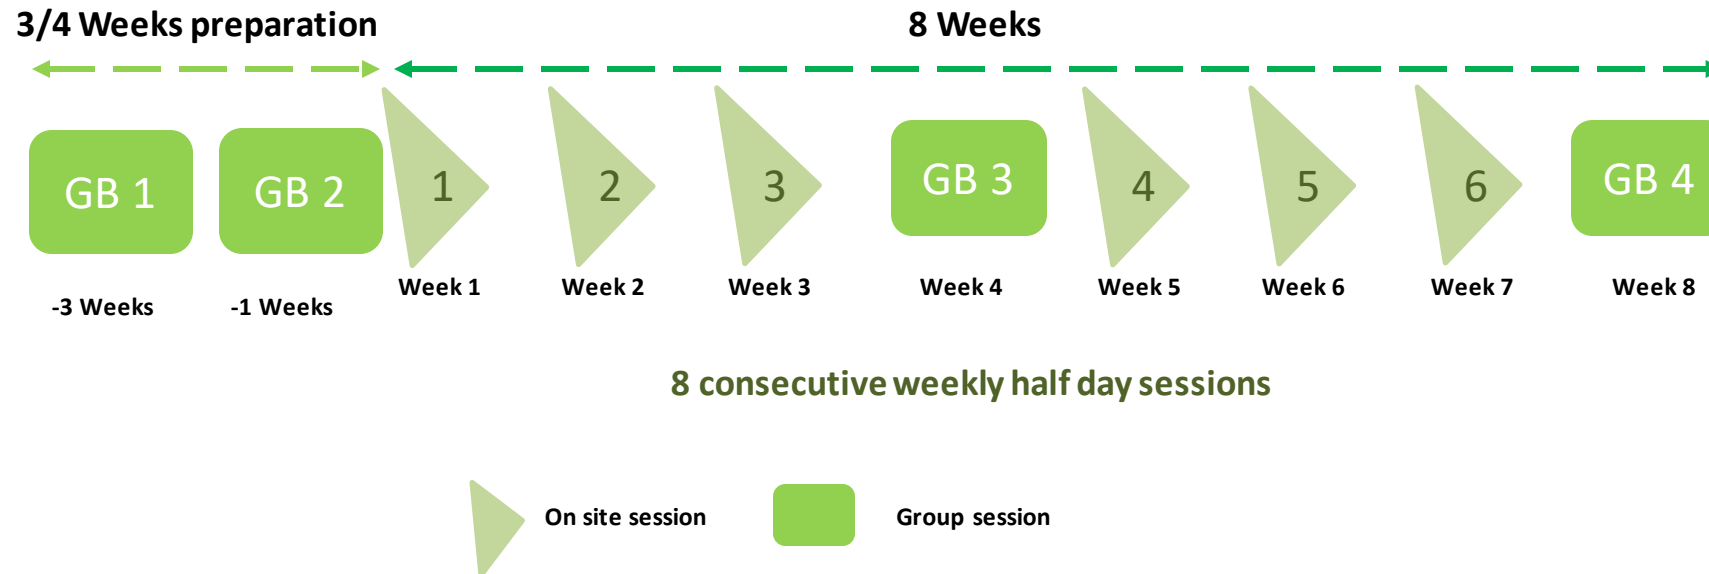 3/4 Weeks preparation
8 Weeks
GB 1
GB 2
1
2
3
GB 3
4
5
6
GB 4
Week 1
Week 2
Week 3
Week 4
Week 5
Week 6
Week 7
Week 8
-3 Weeks
-1 Weeks
8 consecutive weekly half day sessions
On site session
Group session